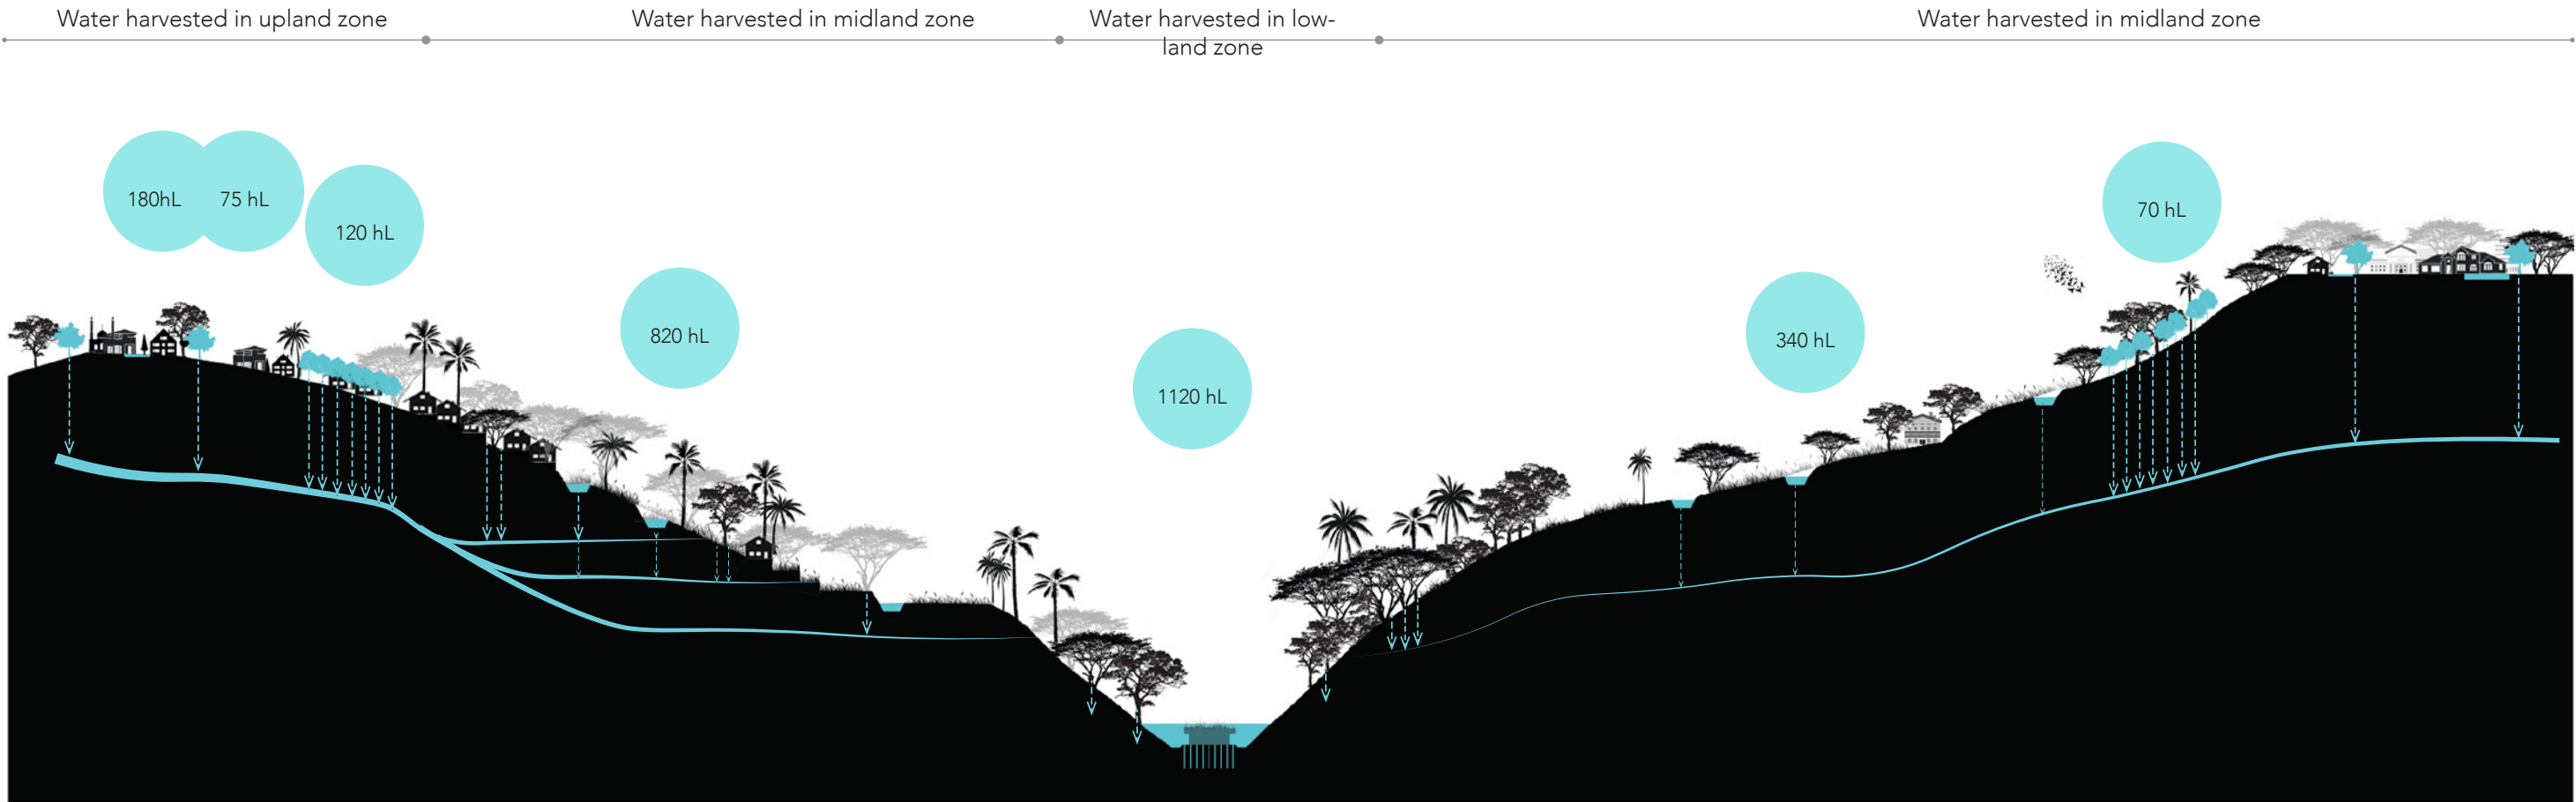 Water harvested in upland zone
Water harvested in midland zone
Water harvested in low-
land zone
Water harvested in midland zone
180hL
75 hL
120 hL
820 hL
1120 hL
340 hL
70 hL